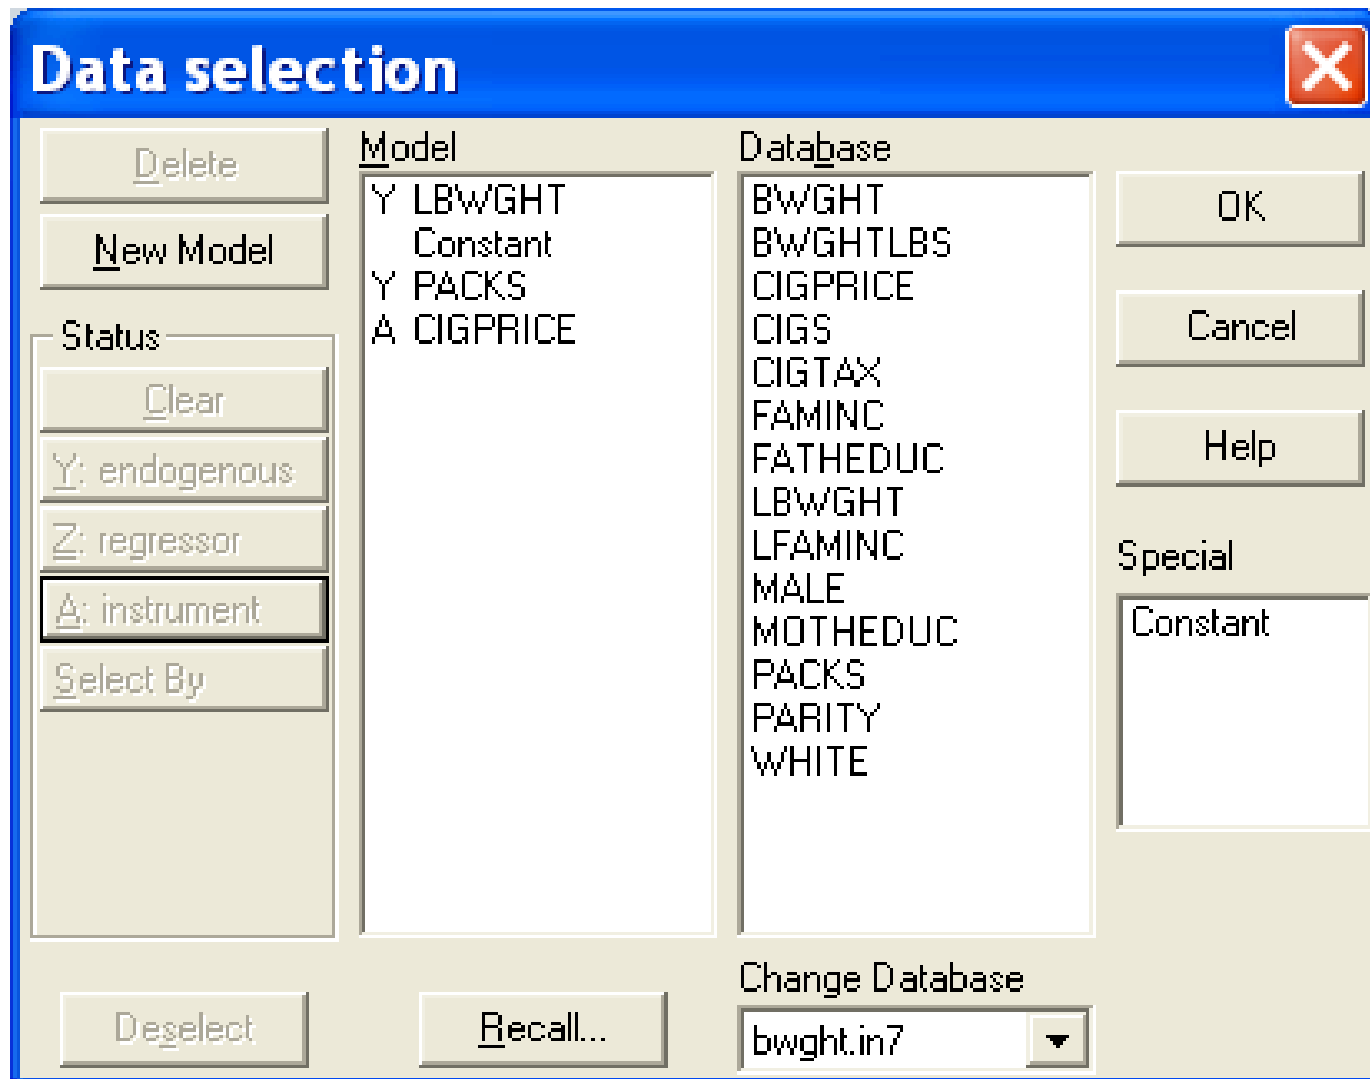 Data selection
Delete
New Model
Status
Clear
Y: endogenous
Z: regressor
A: instrument
Select By
Deselect
Model
Y LBWGHT
Constant
Y PACKS
A CIGPRICE
Recall...
Database
BWGHT
BWGHTLBS
CIGPRICE
CIGS
CIGTAX
FAMINC
FATHEDUC
LBWGHT
LFAMINC
MALE
MOTHEDUC
PACKS
PARITY
WHITE
Change Database
bwght.in7
OK
Cancel
Help
Special
Constant